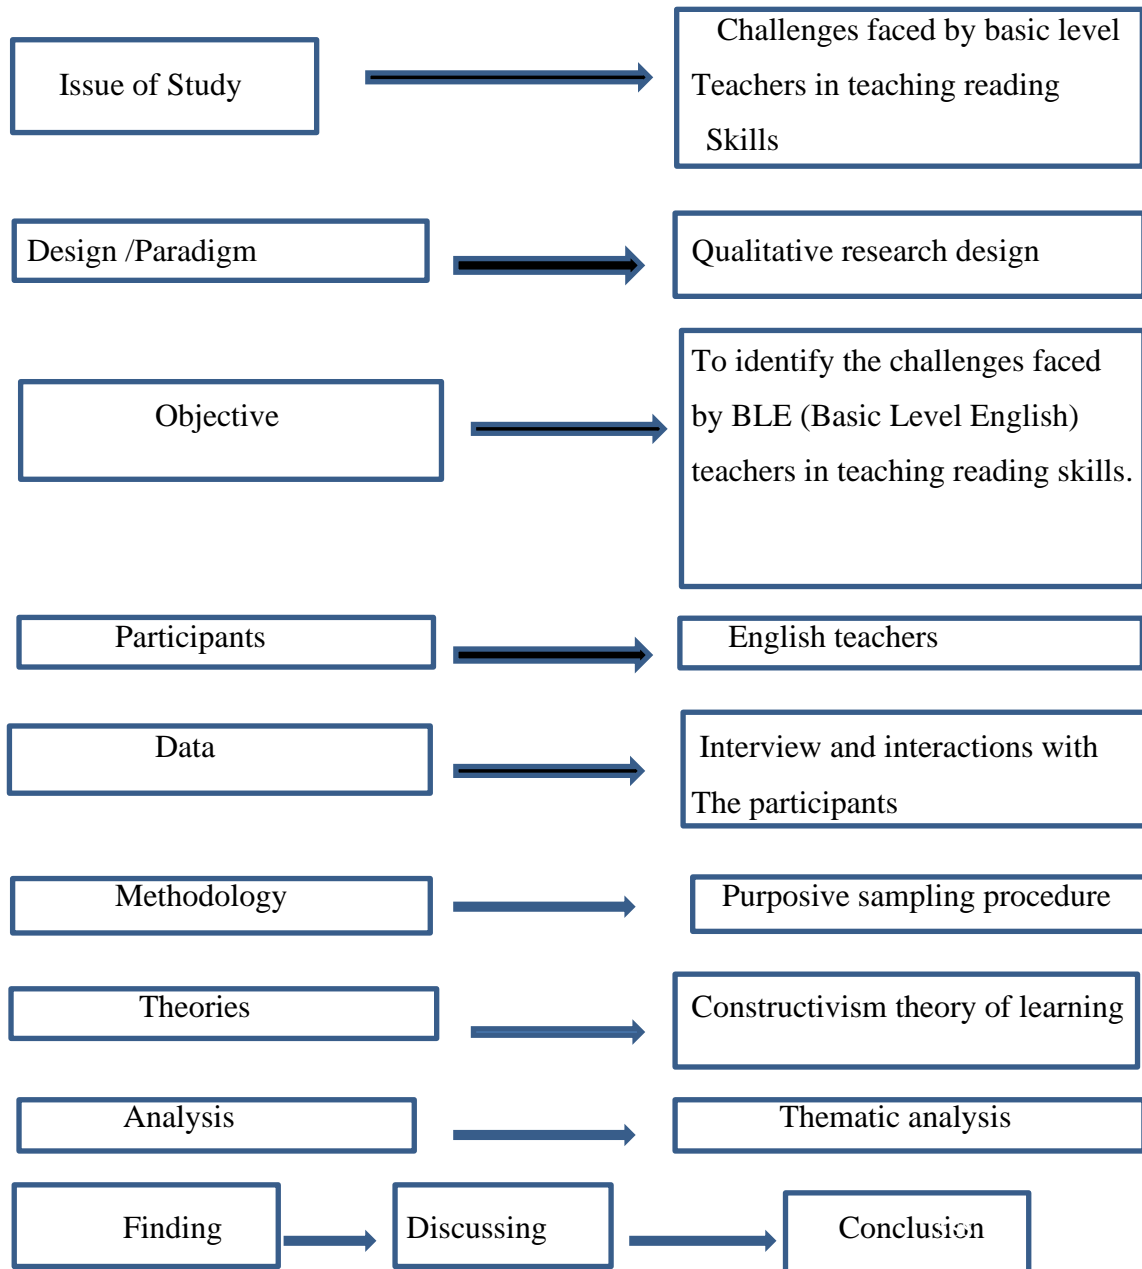 Issue of Study
Challenges faced by basic level
Teachers in teaching reading
Skills
Design /Paradigm
Qualitative research design
Objective
To identify the challenges faced
by BLE (Basic Level English)
teachers in teaching reading skills.
Participants
English teachers
Data
Interview and interactions with
The participants
Methodology
Purposive sampling procedure
Theories
Constructivism theory of learning
Analysis
Thematic analysis
Finding
Discussing
Conclusion